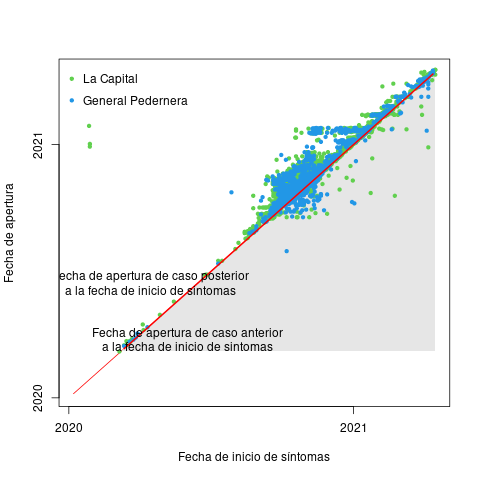 La Capital
General Pedernera
2021
Fecha de apertura
echa de apertura de caso posterior
a la fecha de inicio de síntomas
Fecha de apertura de caso anterior
a la fecha de inicio de sintomas
2020
2020
2021
Fecha de inicio de síntomas